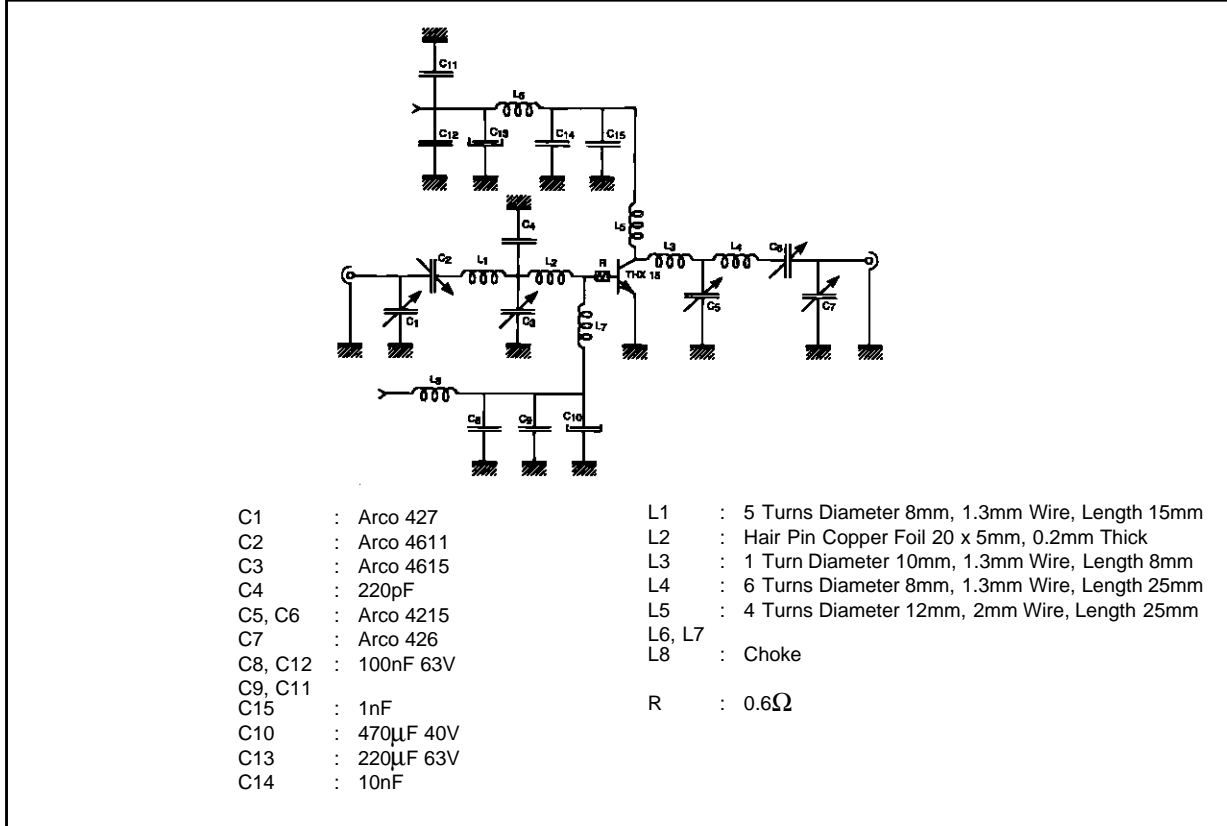 C11
L6
C12 C13 C14 C15
C4
L5
C2 L1 L2 R L3 L4 C6
THX 15
C1 C3 C5 C7
L7
L8
C8 C9 C10
C1 : Arco 427
C2 : Arco 4611
C3 : Arco 4615
C4 : 220pF
C5, C6 : Arco 4215
C7 : Arco 426
C8, C12 : 100nF 63V
C9, C11
C15 : 1nF
C10 : 470μF 40V
C13 : 220μF 63V
C14 : 10nF
L1 : 5 Turns Diameter 8mm, 1.3mm Wire, Length 15mm
L2 : Hair Pin Copper Foil 20 x 5mm, 0.2mm Thick
L3 : 1 Turn Diameter 10mm, 1.3mm Wire, Length 8mm
L4 : 6 Turns Diameter 8mm, 1.3mm Wire, Length 25mm
L5 : 4 Turns Diameter 12mm, 2mm Wire, Length 25mm
L6, L7
L8 : Choke
R : 0.6Ω